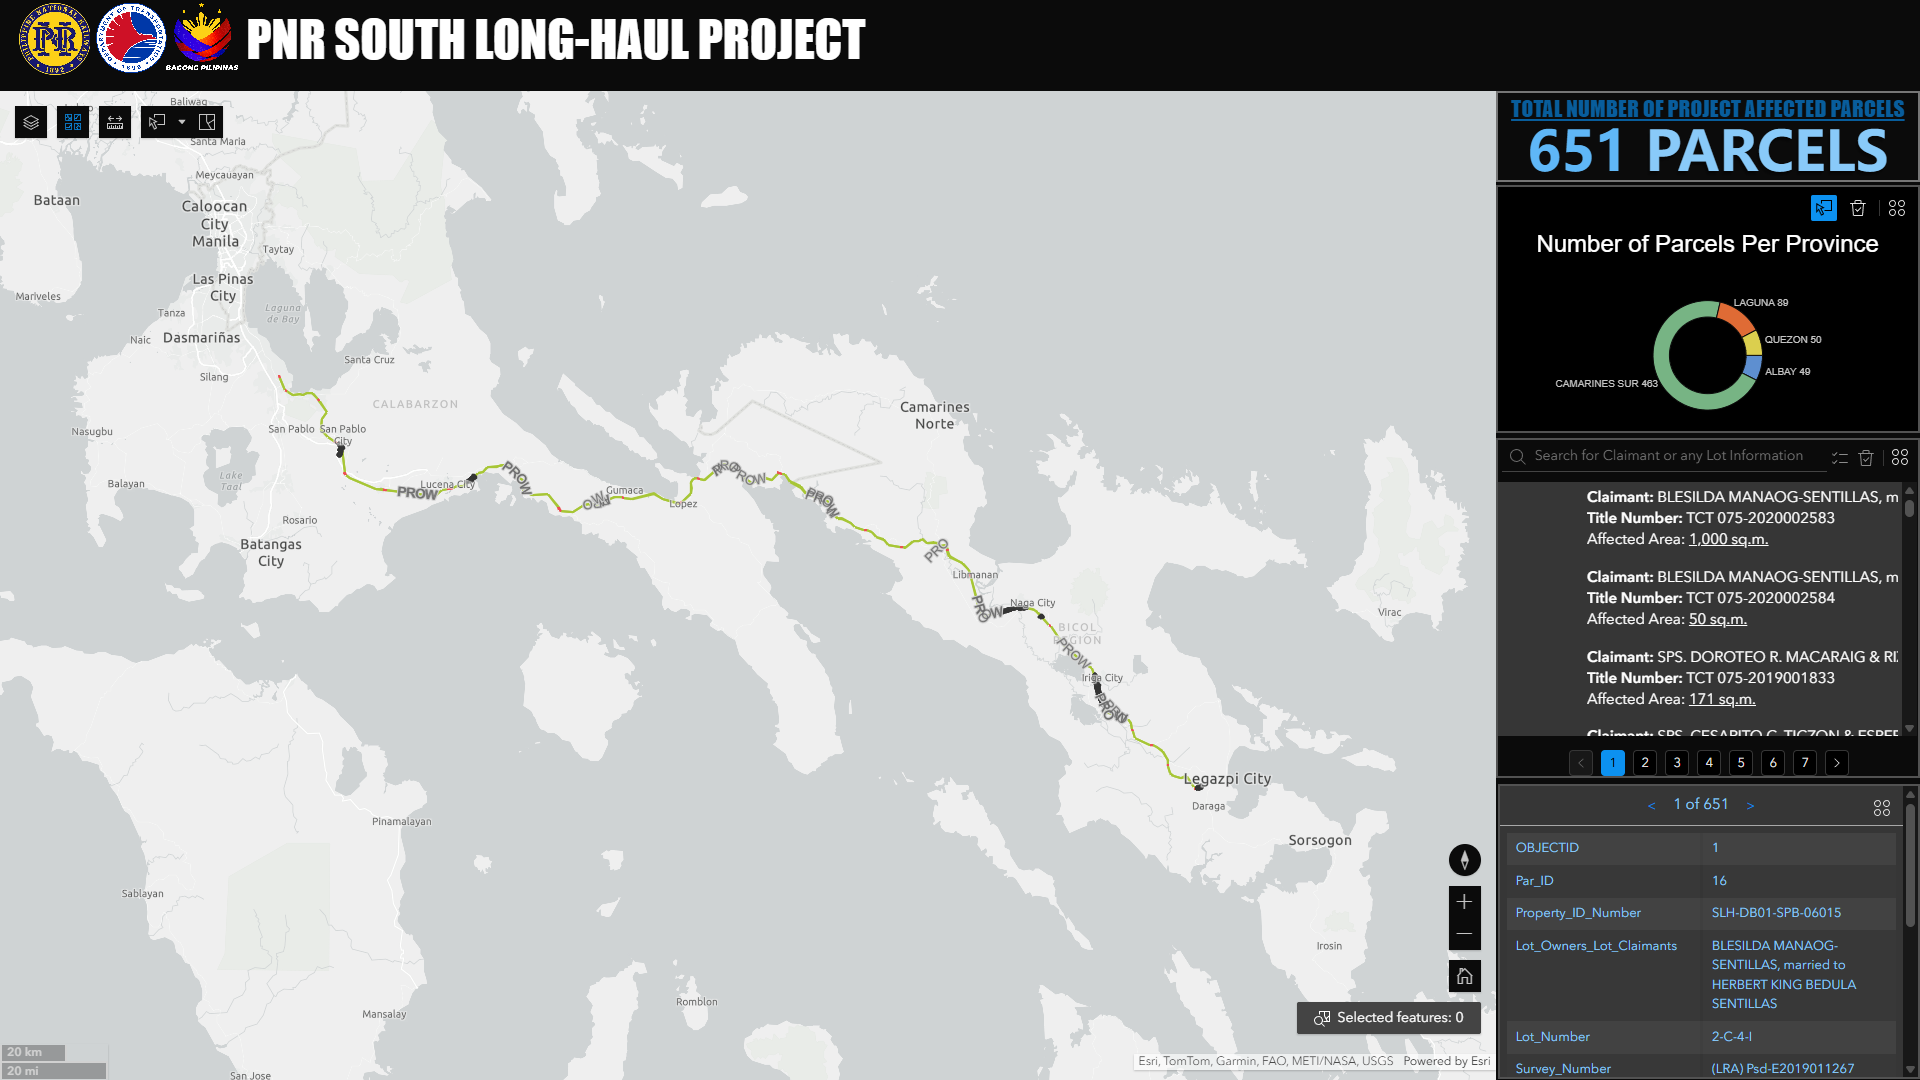 PNR SOUTH LONG-HAUL PROJECT
BAGONG PILIPINAS
TOTAL NUMBER OF PROJECT AFFECTED PARCELS
651 PARCELS
Number of Parcels Per Province
LAGUNA 89
QUEZON 50
ALBAY 49
CAMARINES SUR 463
Search for Claimant or any Lot Information
Claimant: BLESILDA MANAOG-SENTILLAS, m
Title Number: TCT 075-2020002583
Affected Area: 1,000 sq.m.
Claimant: BLESILDA MANAOG-SENTILLAS, m
Title Number: TCT 075-2020002584
Affected Area: 50 sq.m.
Claimant: SPS. DOROTEO R. MACARAIG & RI
Title Number: TCT 075-2019001833
Affected Area: 171 sq.m.
Claimant: SPS. CESARITO C. TICZON & ESPER
1 2 3 4 5 6 7
< 1 of 651 >
OBJECTID 1
Par_ID 16
Property_ID_Number SLH-DB01-SPB-06015
Lot_Owners_Lot_Claimants BLESILDA MANAOG-
SENTILLAS, married to
HERBERT KING BEDULA
SENTILLAS
Lot_Number 2-C-4-I
Survey_Number (LRA) Psd-E2019011267
Baliwag
Santa Maria
Meycauayan
Bataan
Caloocan
City
Manila
Taytay
Las Pinas
City
Mariveles
Laguna
de Bay
Tanza
Naic
Dasmariñas
Santa Cruz
Silang
CALABARZON
San Pablo
San Pablo
City
Nasugbu
Lake
Taal
Balayan
Lucena City
PROW
PROW
PROW
Gumaca
Lopez
PRO
PROW
PROW
Camarines
Norte
Rosario
Batangas
City
PRO
Libmanan
Naga City
PROW
BICOL
REGION
PROW
Iriga City
PROW
Virac
Legazpi City
Daraga
Sorsogon
Pinamalayan
Sablayan
Irosin
Romblon
Mansalay
San Jose
Selected features: 0
20 km
20 mi
Esri, TomTom, Garmin, FAO, METI/NASA, USGS
Powered by Esri